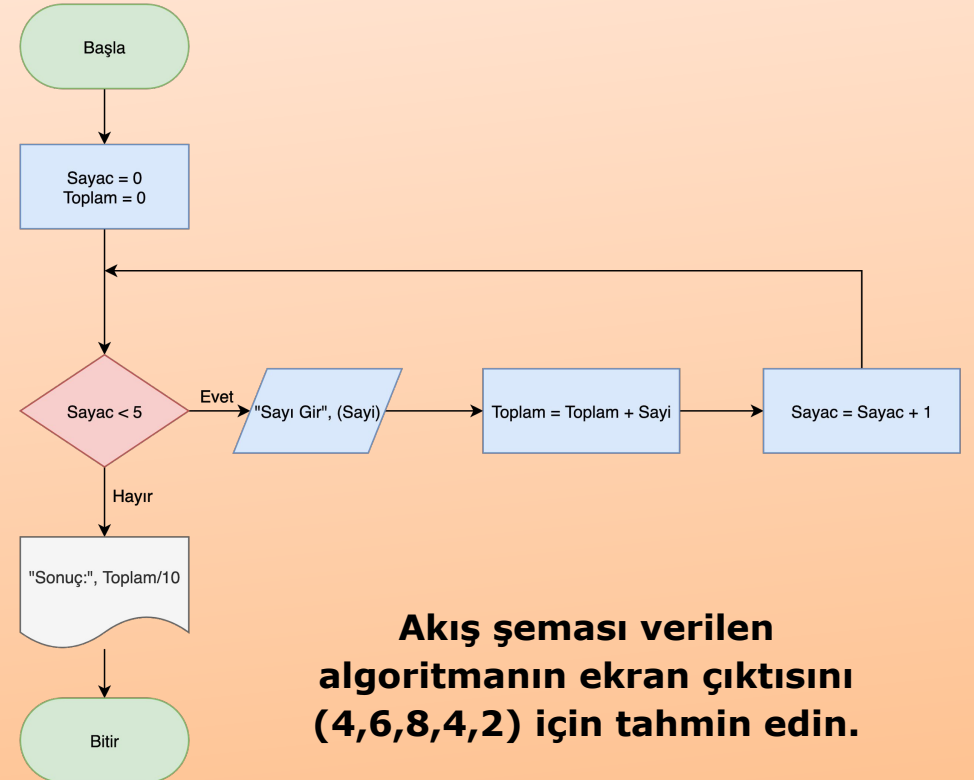 Başla
Sayac = 0
Toplam = 0
Sayac < 5
Evet
"Sayı Gir", (Sayi)
Toplam = Toplam + Sayi
Sayac = Sayac + 1
Hayır
"Sonuç:", Toplam/10
Bitir
Akış şeması verilen
algoritmanın ekran çıktısını
(4,6,8,4,2) için tahmin edin.